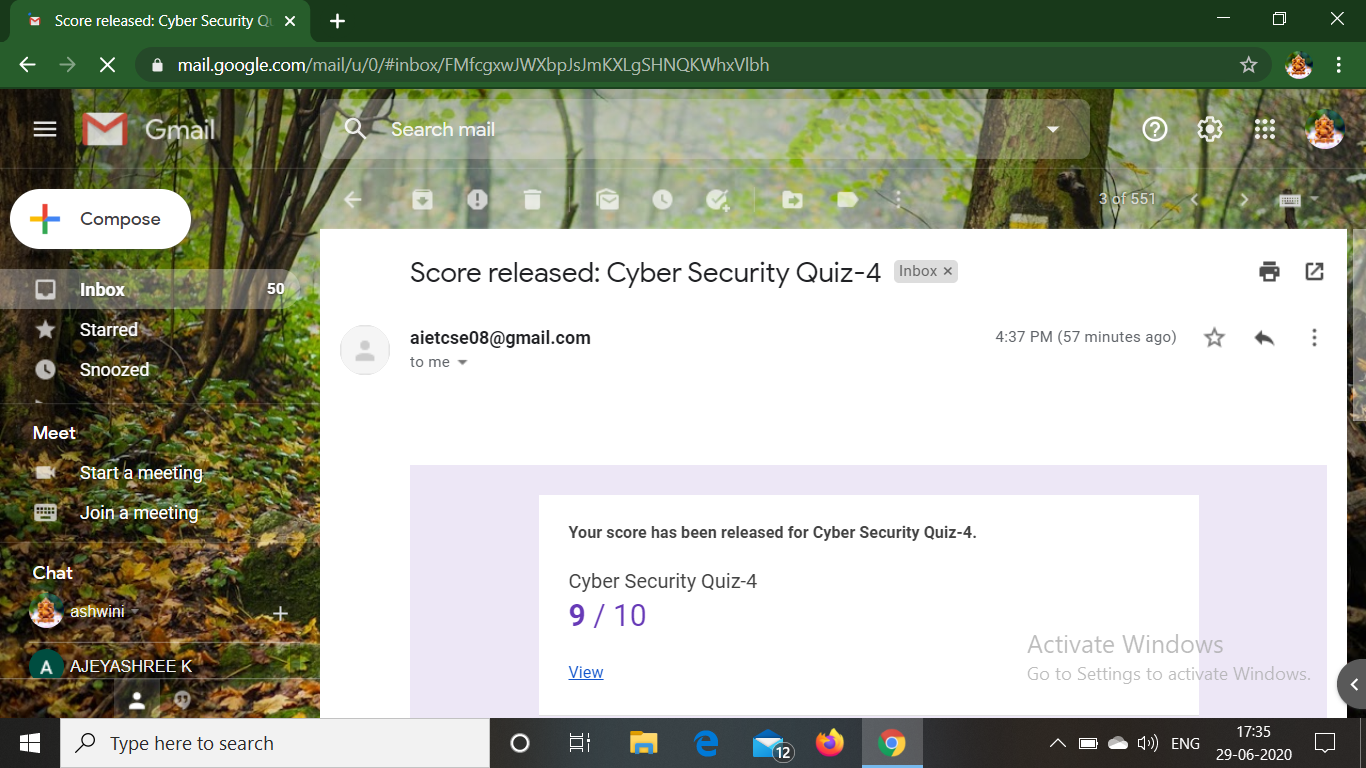 Score released: Cyber Security Qu
mail.google.com/mail/u/0/#inbox/FMfcgxwJWXbpJsJmKXLgSHNQKWhxVlbh
Gmail
Search mail
Compose
3 of 551
Inbox 50
Starred
Snoozed
Meet
Start a meeting
Join a meeting
Chat
ashwini
A AJEYASHREE K
Score released: Cyber Security Quiz-4 Inbox ×
aietcse08@gmail.com 4:37 PM (57 minutes ago)
to me
Your score has been released for Cyber Security Quiz-4.
Cyber Security Quiz-4
9 / 10
View
Activate Windows
Go to Settings to activate Windows.
Type here to search
12
ENG
17:35
29-06-2020